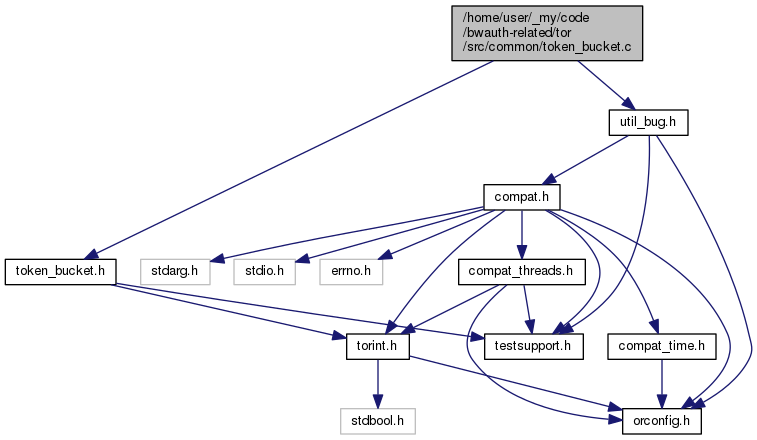 /home/user/_my/code
/bwauth-related/tor
/src/common/token_bucket.c
util_bug.h
compat.h
token_bucket.h
stdarg.h
stdio.h
errno.h
compat_threads.h
torint.h
testsupport.h
compat_time.h
stdbool.h
orconfig.h